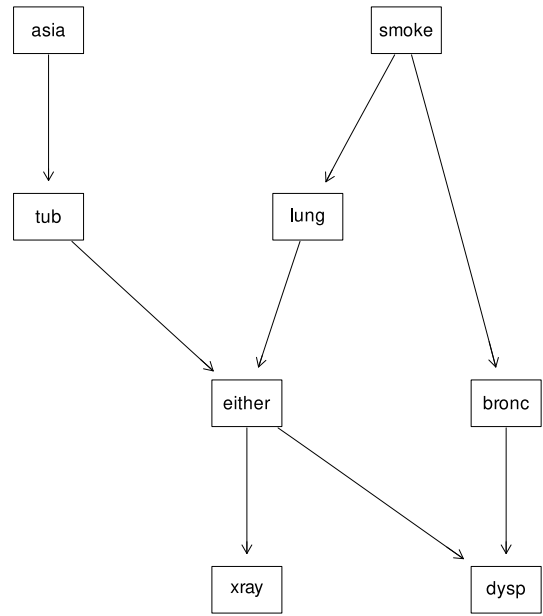 asia
smoke
tub
lung
either
bronc
xray
dysp